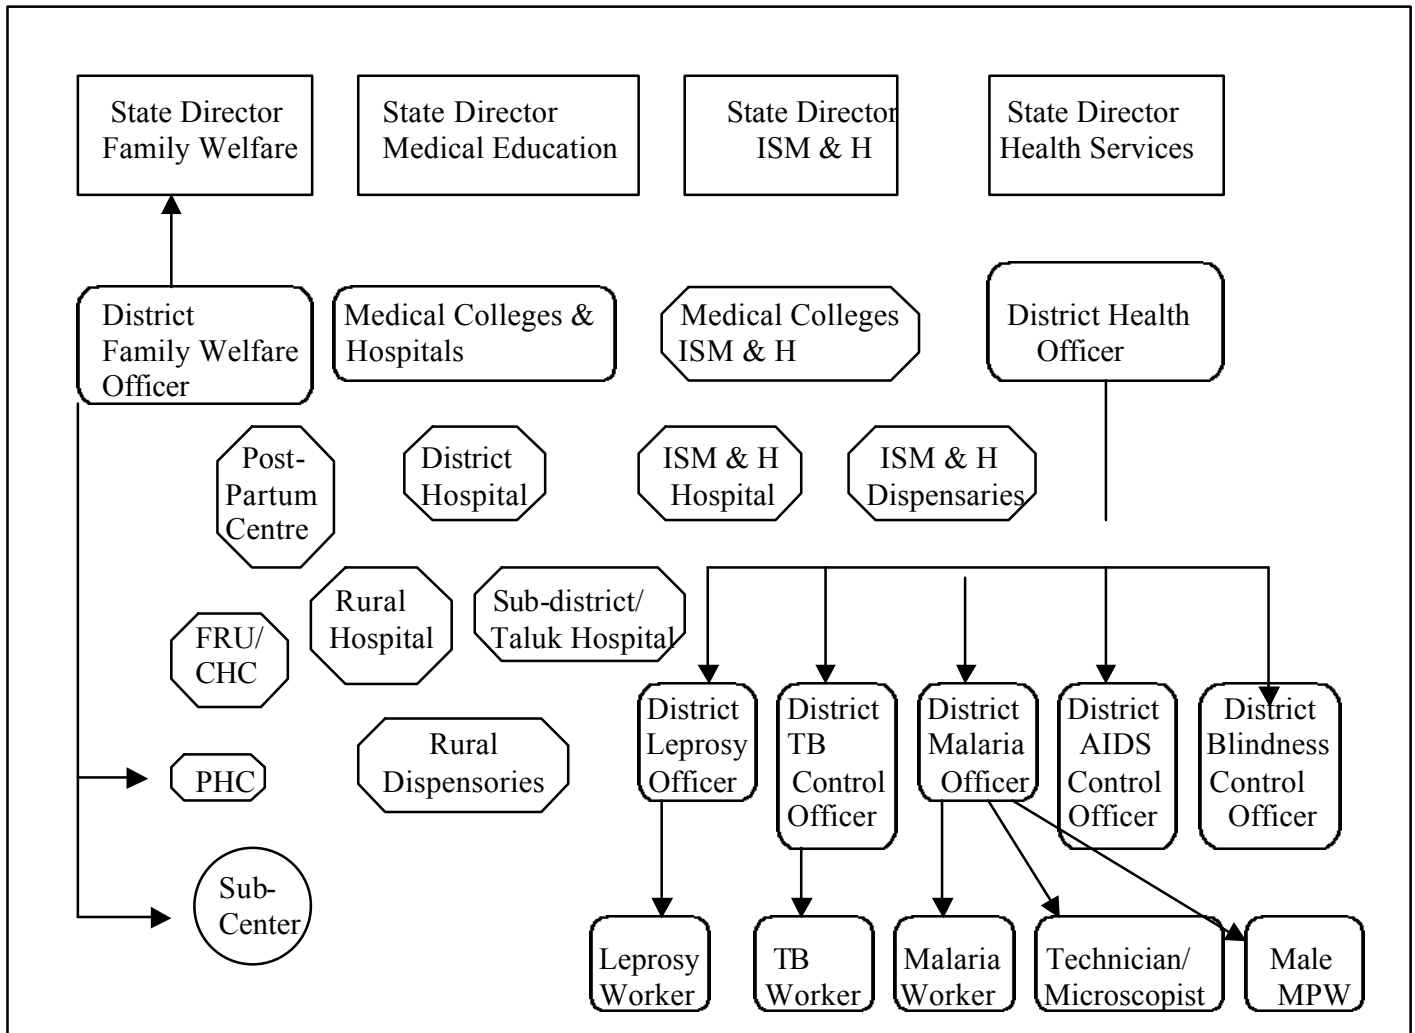 State Director
Family Welfare
State Director
Medical Education
State Director
ISM & H
State Director
Health Services
District
Family Welfare
Officer
Medical Colleges &
Hospitals
Medical Colleges
ISM & H
District Health
Officer
Post-
Partum
Centre
District
Hospital
ISM & H
Hospital
ISM & H
Dispensaries
Rural
Hospital
Sub-district/
Taluk Hospital
FRU/
CHC
District
Leprosy
Officer
District
TB
Control
Officer
District
Malaria
Officer
District
AIDS
Control
Officer
District
Blindness
Control
Officer
Rural
Dispensories
PHC
Sub-
Center
Leprosy
Worker
TB
Worker
Malaria
Worker
Technician/
Microscopist
Male
MPW